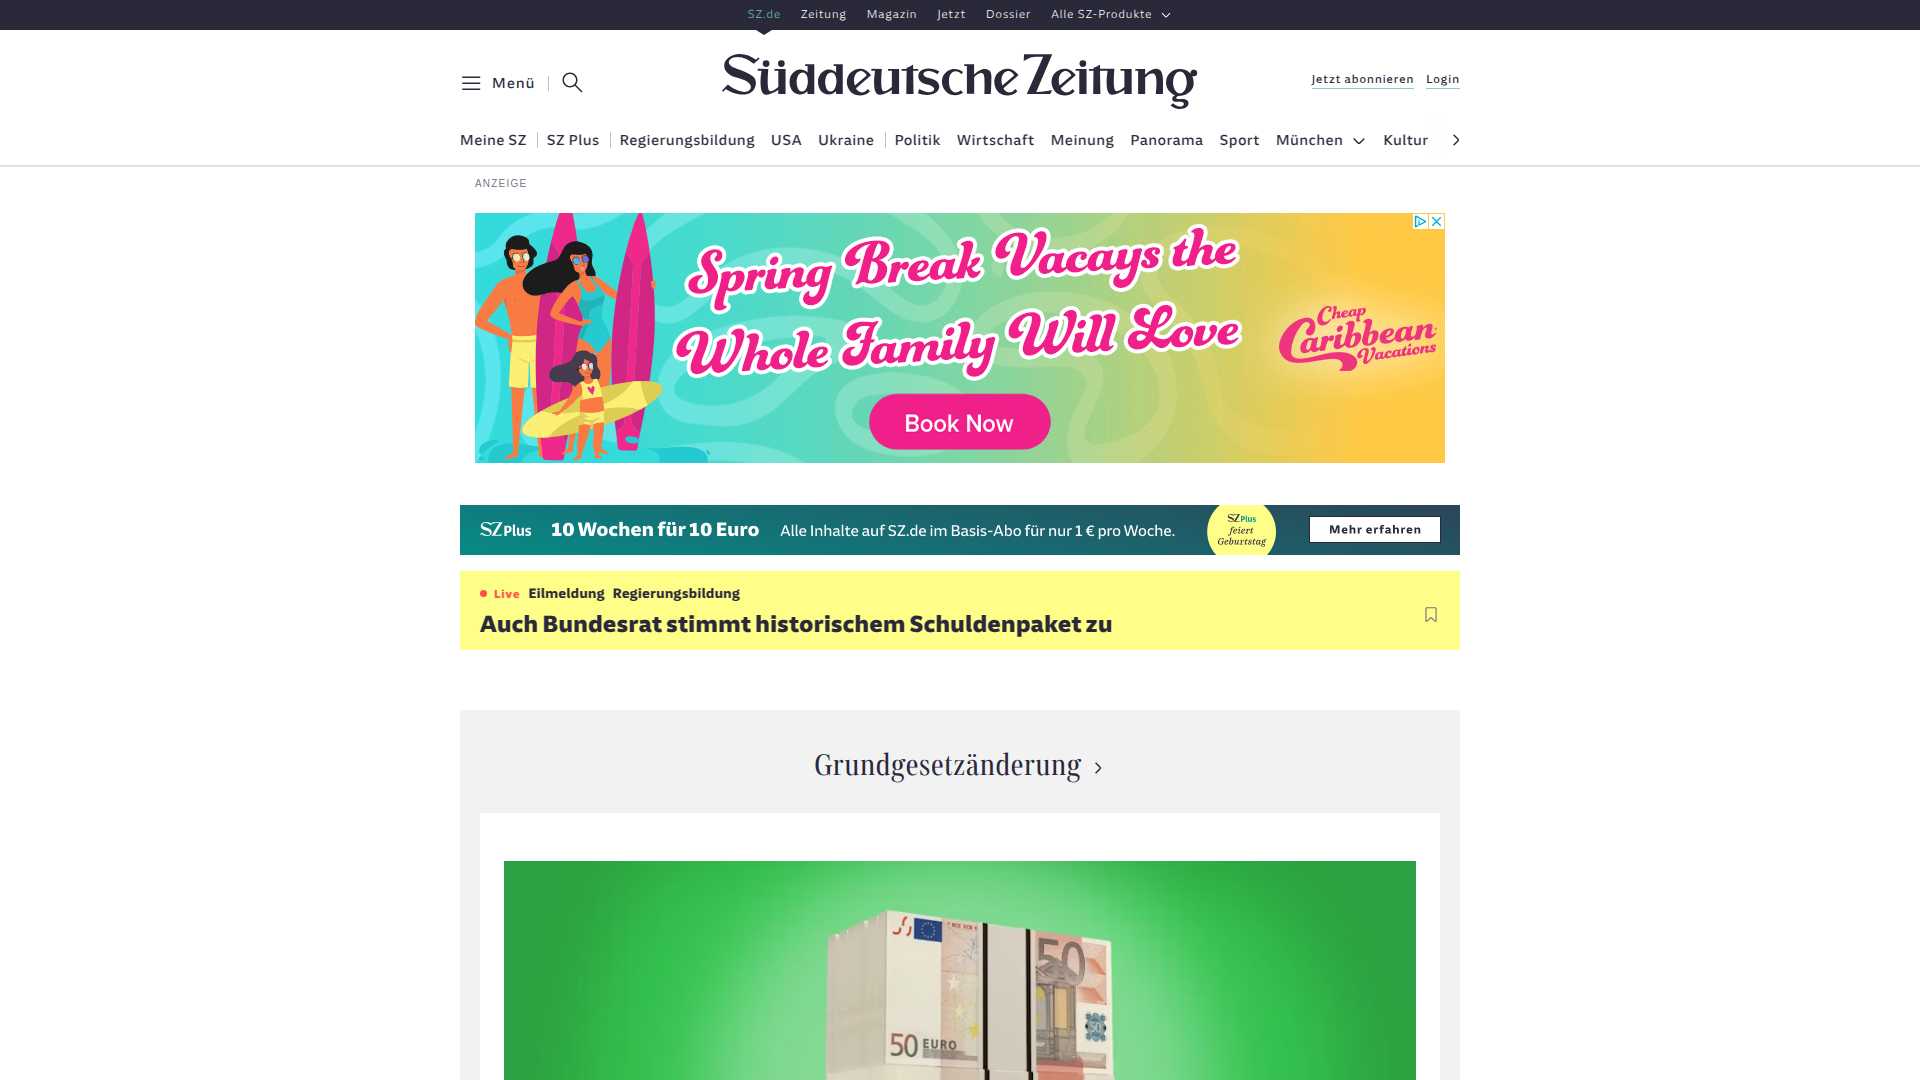 SZ.de Zeitung Magazin Jetzt Dossier Alle SZ-Produkte
Menü
Süddeutsche Zeitung
Jetzt abonnieren Login
Meine SZ SZ Plus Regierungsbildung USA Ukraine Politik Wirtschaft Meinung Panorama Sport München Kultur
ANZEIGE
Spring Break Vacays the
Whole Family Will Love
Book Now
Cheap
Caribbean
Vacations
SZ Plus 10 Wochen für 10 Euro Alle Inhalte auf SZ.de im Basis-Abo für nur 1 € pro Woche.
SZ Plus
feiert
Geburtstag
Mehr erfahren
Live Eilmeldung Regierungsbildung
Auch Bundesrat stimmt historischem Schuldenpaket zu
Grundgesetzänderung
50
50 EURO
50